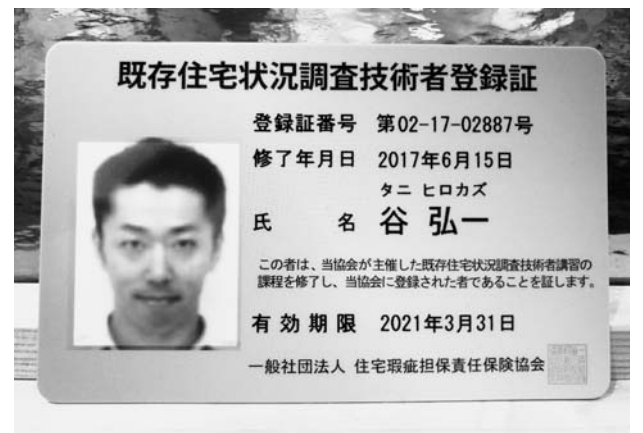 既存住宅状況調査技術者登録証
登録証番号 第02-17-02887号
修了年月日 2017年6月15日
タニ ヒロカズ
氏 名 谷 弘一
この者は、当協会が主催した既存住宅状況調査技術者講習の
課程を修了し、当協会に登録された者であることを証します。
有効期限 2021年3月31日
一般社団法人 住宅瑕疵担保責任保険協会